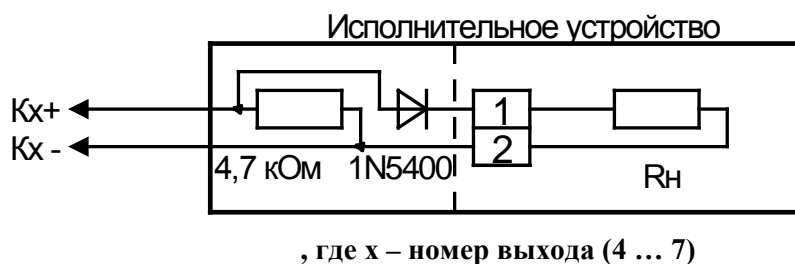 Исполнительное устройство
Кх+
1
Кх -
2
4,7 кОм
1N5400
Rн
, где х – номер выхода (4 … 7)